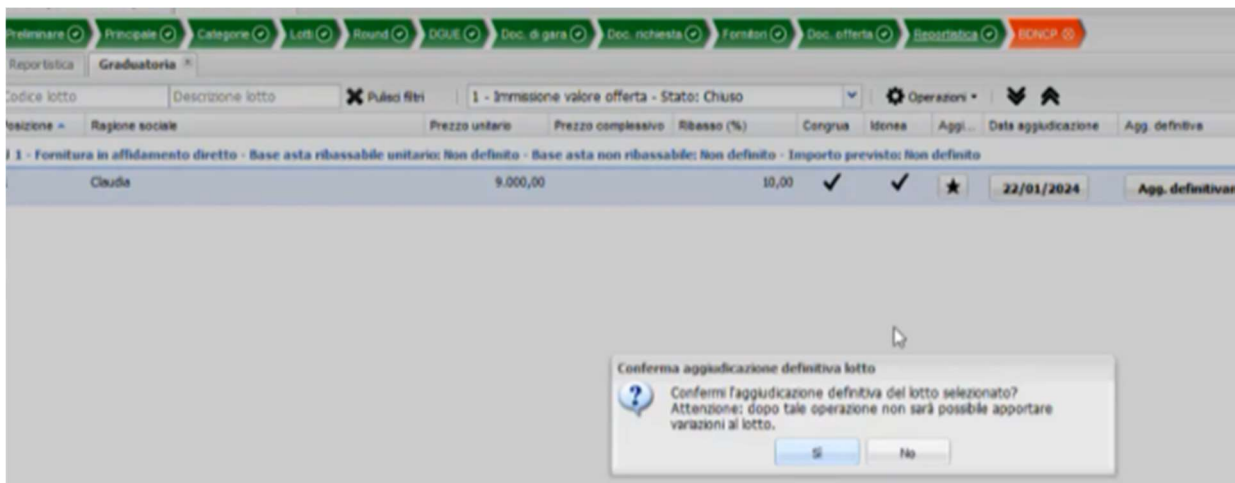 Preliminare Principale Categorie Lotti Round DGUE Doc. di gara Doc. richiesta Fornitori Doc. offerta Reportistica BDNCP
Reportistica Graduatoria
Codice lotto Descrizione lotto Pulisci filtri 1 - Immissione valore offerta - Stato: Chiuso Operazioni
Posizione Ragione sociale Prezzo unitario Prezzo complessivo Ribasso (%) Congrua Idonea Aggi... Data aggiudicazione Agg. definitiva
1 - Fornitura in affidamento diretto - Base asta ribassabile unitario: Non definito - Base asta non ribassabile: Non definito - Importo previsto: Non definito
Claudia 9.000,00 10,00 22/01/2024 Agg. definitivam
Conferma aggiudicazione definitiva lotto
Confermi l'aggiudicazione definitiva del lotto selezionato?
Attenzione: dopo tale operazione non sarà possibile apportare
variazioni al lotto.
Sì No